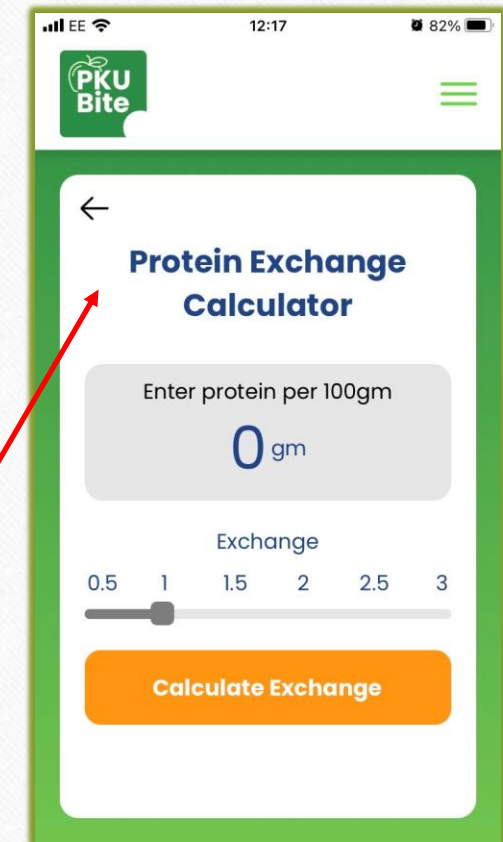 EE 12:17 82%
PKU
Bite
Protein Exchange
Calculator
Enter protein per 100gm
0 gm
Exchange
0.5 1 1.5 2 2.5 3
Calculate Exchange